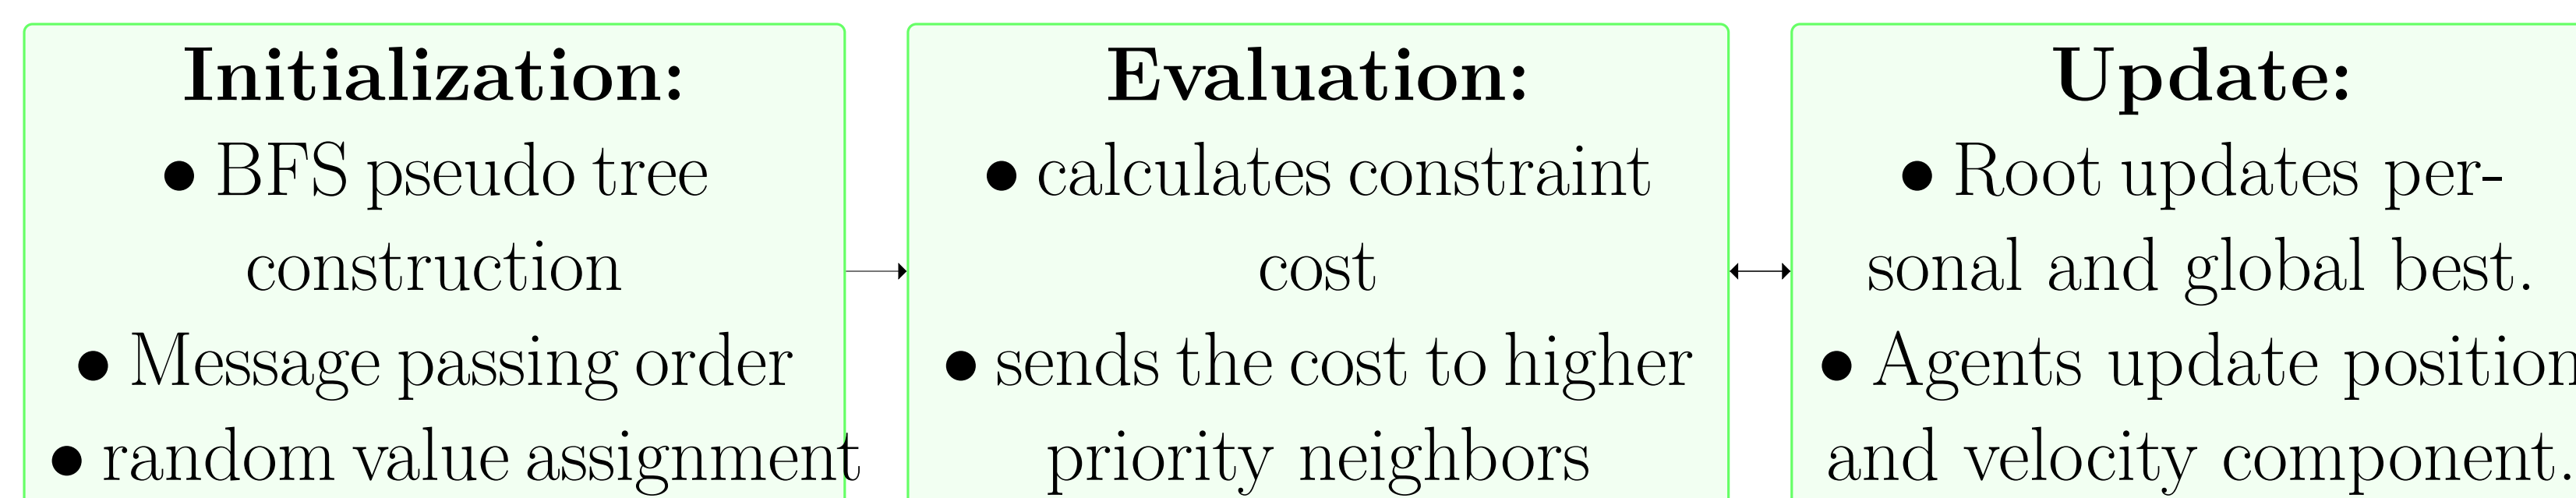 Initialization:
● BFS pseudo tree
construction
● Message passing order
● random value assignment
Evaluation:
● calculates constraint
cost
● sends the cost to higher
priority neighbors
Update:
● Root updates per-
sonal and global best.
● Agents update position
and velocity component.